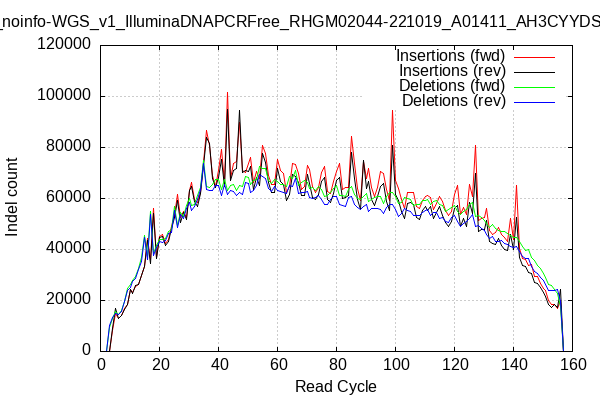 _noinfo-WGS_v1_IlluminaDNAPCRFree_RHGM02044-221019_A01411_AH3CYYDS
Insertions (fwd)
Insertions (rev)
Deletions (fwd)
Deletions (rev)
Indel count
120000
100000
80000
60000
40000
20000
0
0 20 40 60 80 100 120 140 160
Read Cycle